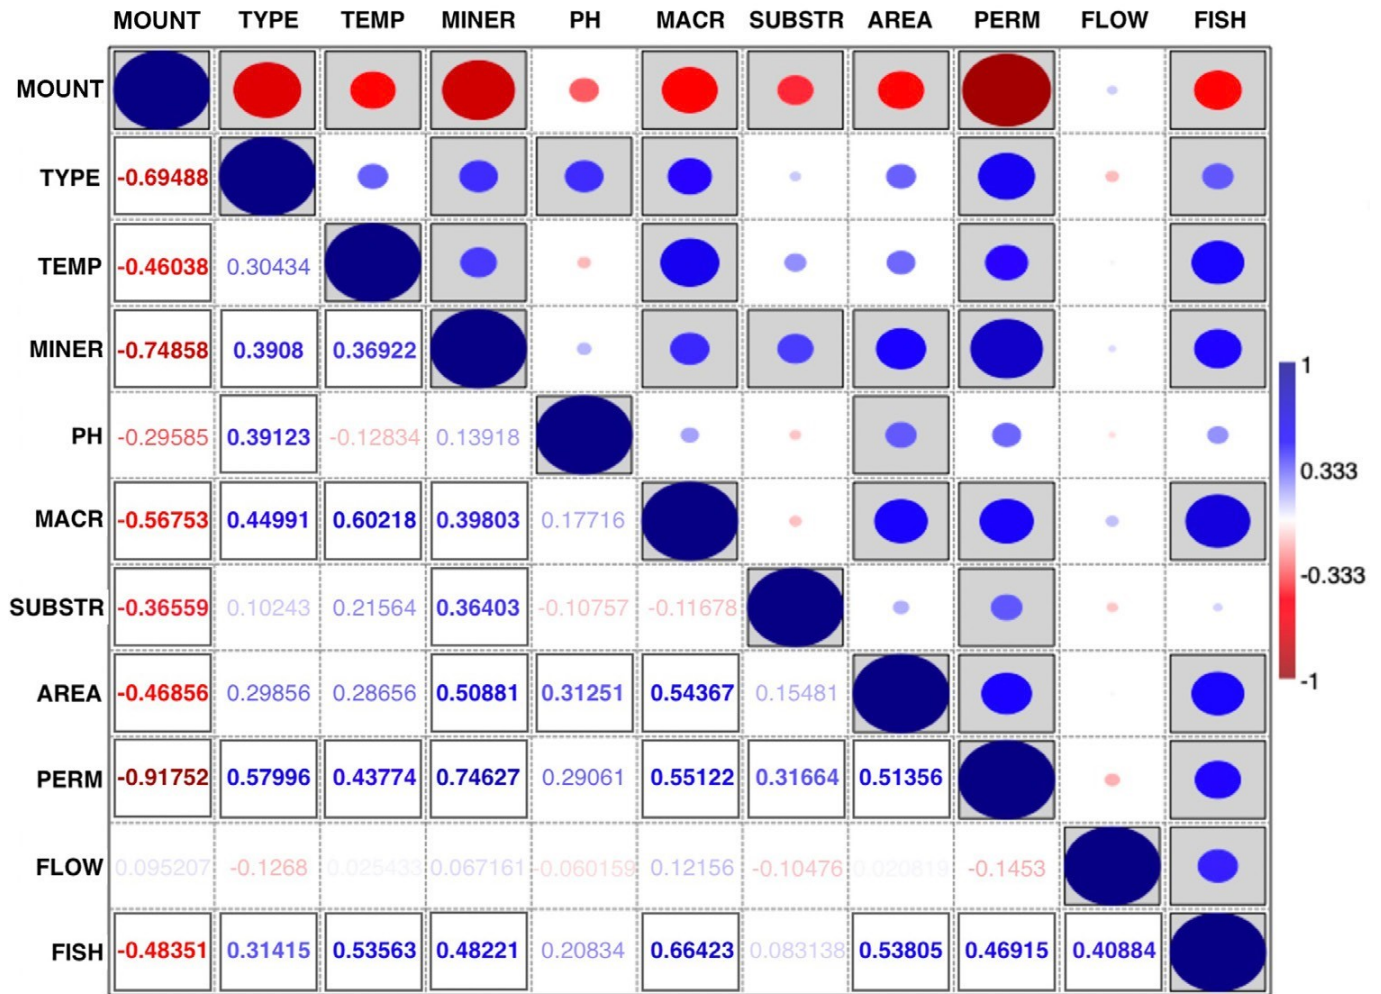 MOUNT TYPE TEMP MINER PH MACR SUBSTR AREA PERM FLOW FISH
MOUNT
TYPE -0.69488
TEMP -0.46038 0.30434
MINER -0.74858 0.3908 0.36922
1
PH -0.29585 0.39123 -0.12834 0.13918
0.333
MACR -0.56753 0.44991 0.60218 0.39803 0.17716
-0.333
SUBSTR -0.36559 0.10243 0.21564 0.36403 -0.10757 -0.11678
AREA -0.46856 0.29856 0.28656 0.50881 0.31251 0.54367 0.15481
-1
PERM -0.91752 0.57996 0.43774 0.74627 0.29061 0.55122 0.31664 0.51356
FLOW 0.095207 -0.1268 0.025433 0.067161 -0.060159 0.12156 -0.10476 0.020819 -0.1453
FISH -0.48351 0.31415 0.53563 0.48221 0.20834 0.66423 0.083138 0.53805 0.46915 0.40884